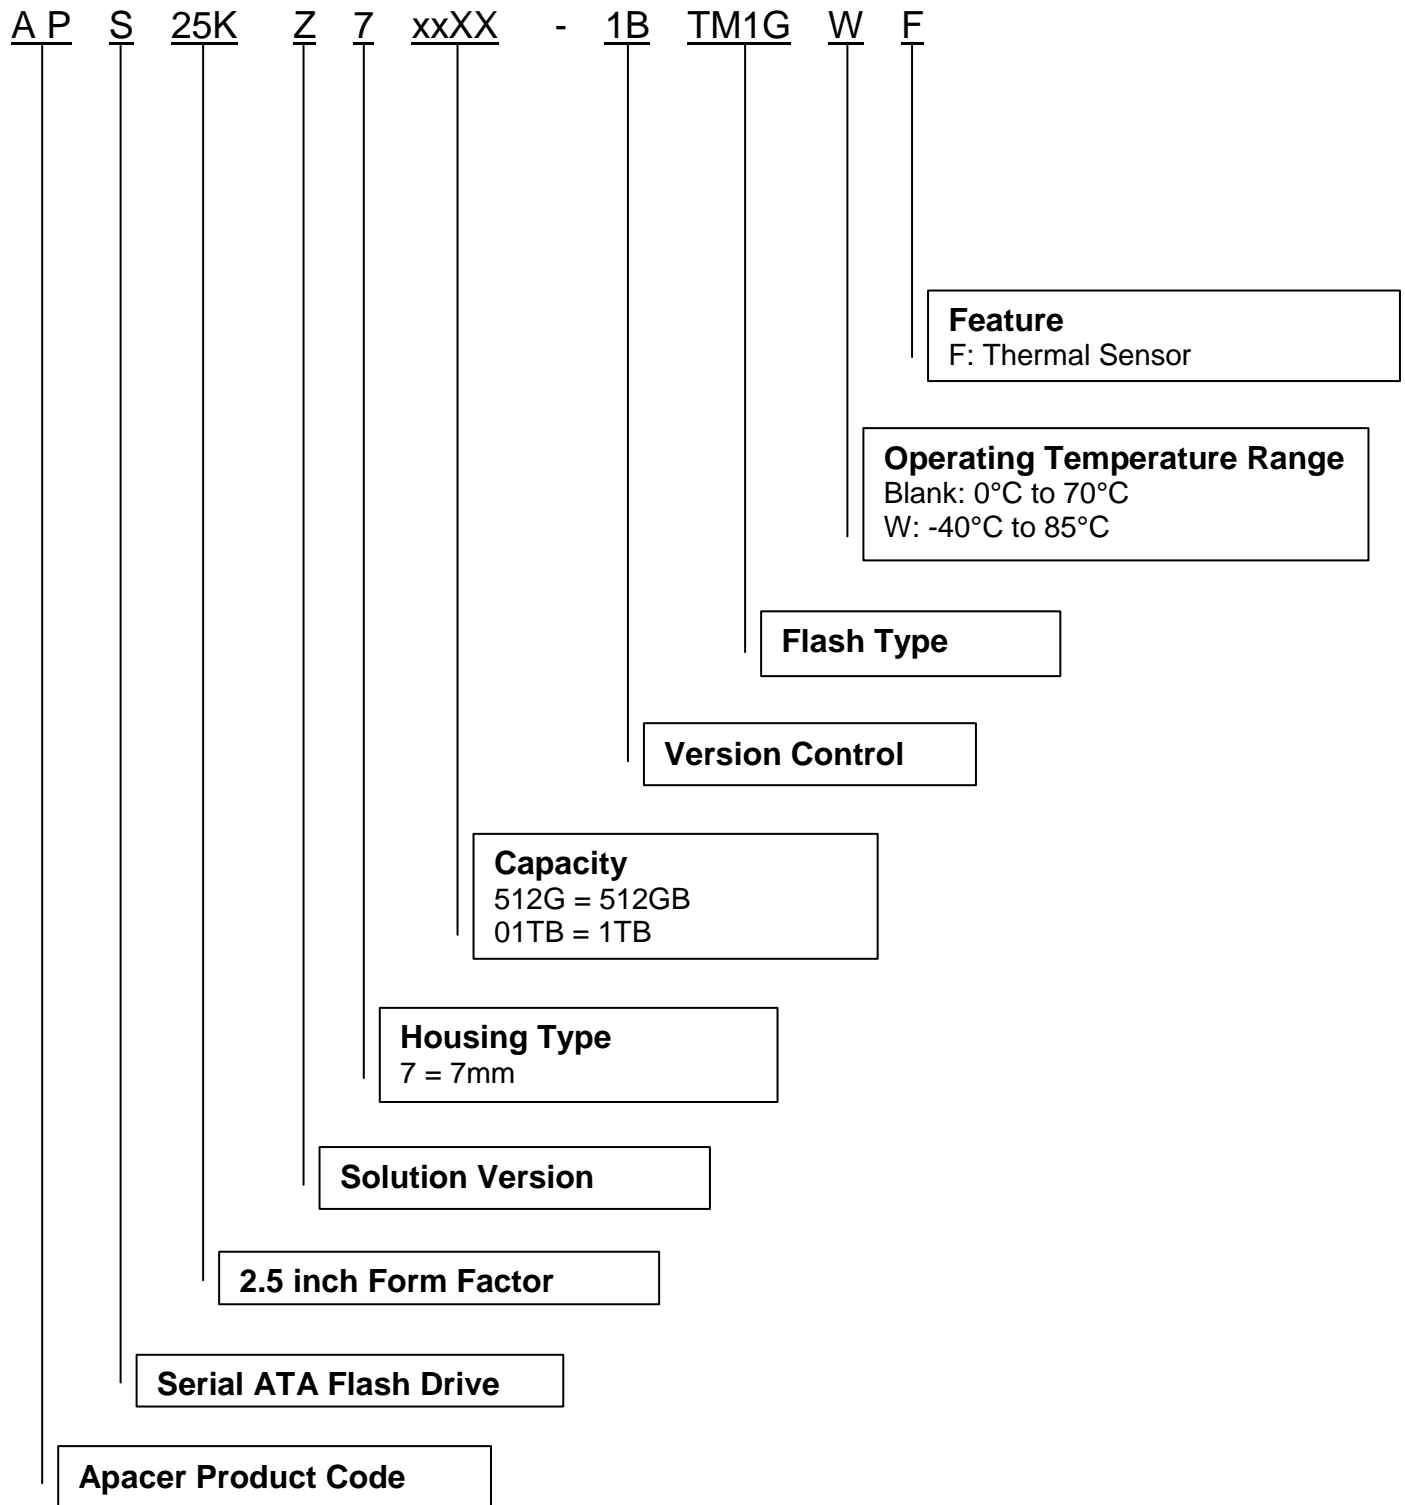 AP S 25K Z 7 xxXX - 1B TM1G W F
Feature
F: Thermal Sensor
Operating Temperature Range
Blank: 0°C to 70°C
W: -40°C to 85°C
Flash Type
Version Control
Capacity
512G = 512GB
01TB = 1TB
Housing Type
7 = 7mm
Solution Version
2.5 inch Form Factor
Serial ATA Flash Drive
Apacer Product Code